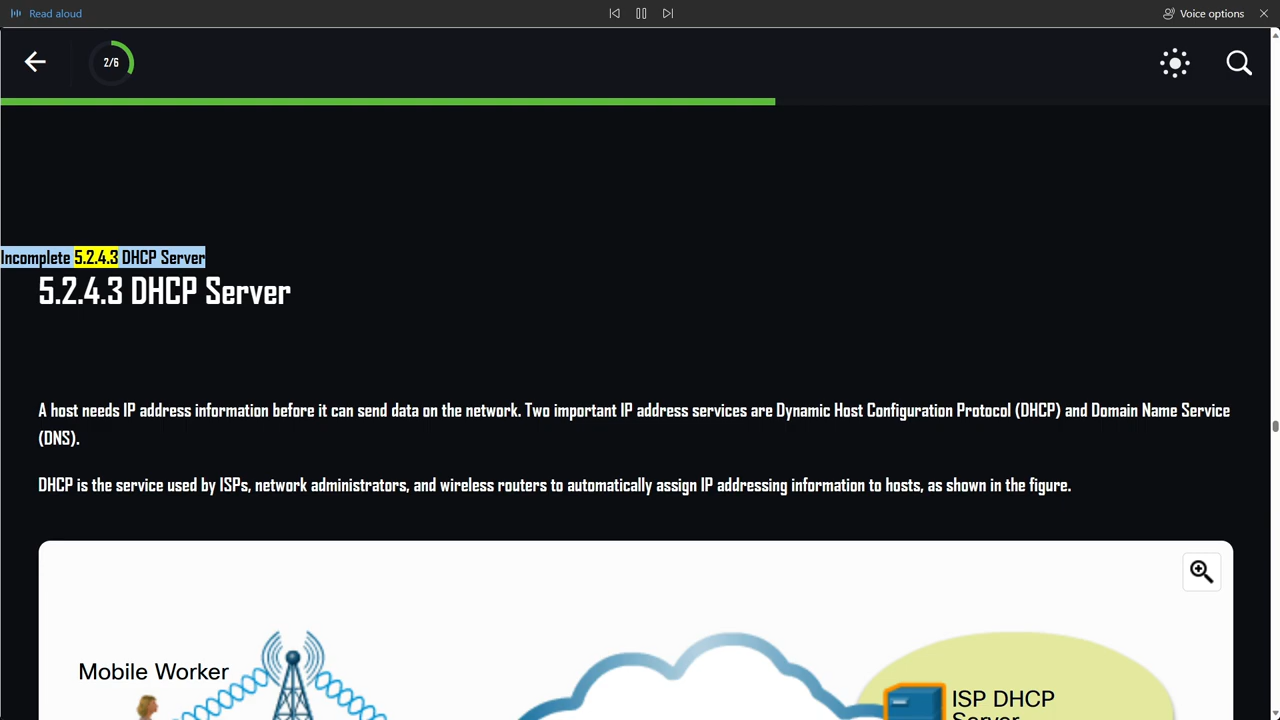 Read aloud
Voice options
2/6
Incomplete 5.2.4.3 DHCP Server
5.2.4.3 DHCP Server
A host needs IP address information before it can send data on the network. Two important IP address services are Dynamic Host Configuration Protocol (DHCP) and Domain Name Service
(DNS).
DHCP is the service used by ISPs, network administrators, and wireless routers to automatically assign IP addressing information to hosts, as shown in the figure.
Mobile Worker
ISP DHCP
Server